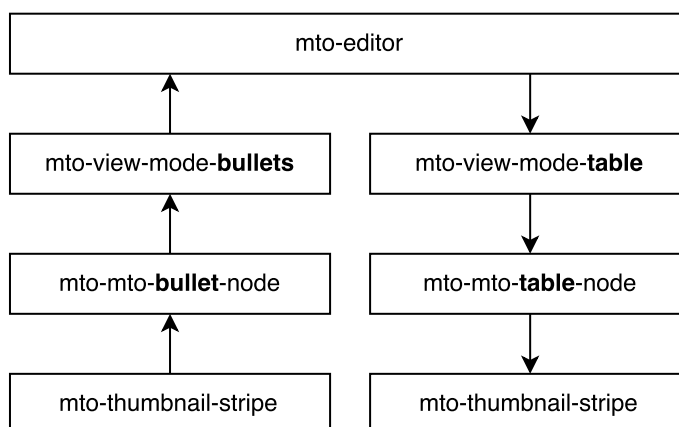 mto-editor
mto-view-mode-bullets
mto-view-mode-table
mto-mto-bullet-node
mto-mto-table-node
mto-thumbnail-stripe
mto-thumbnail-stripe